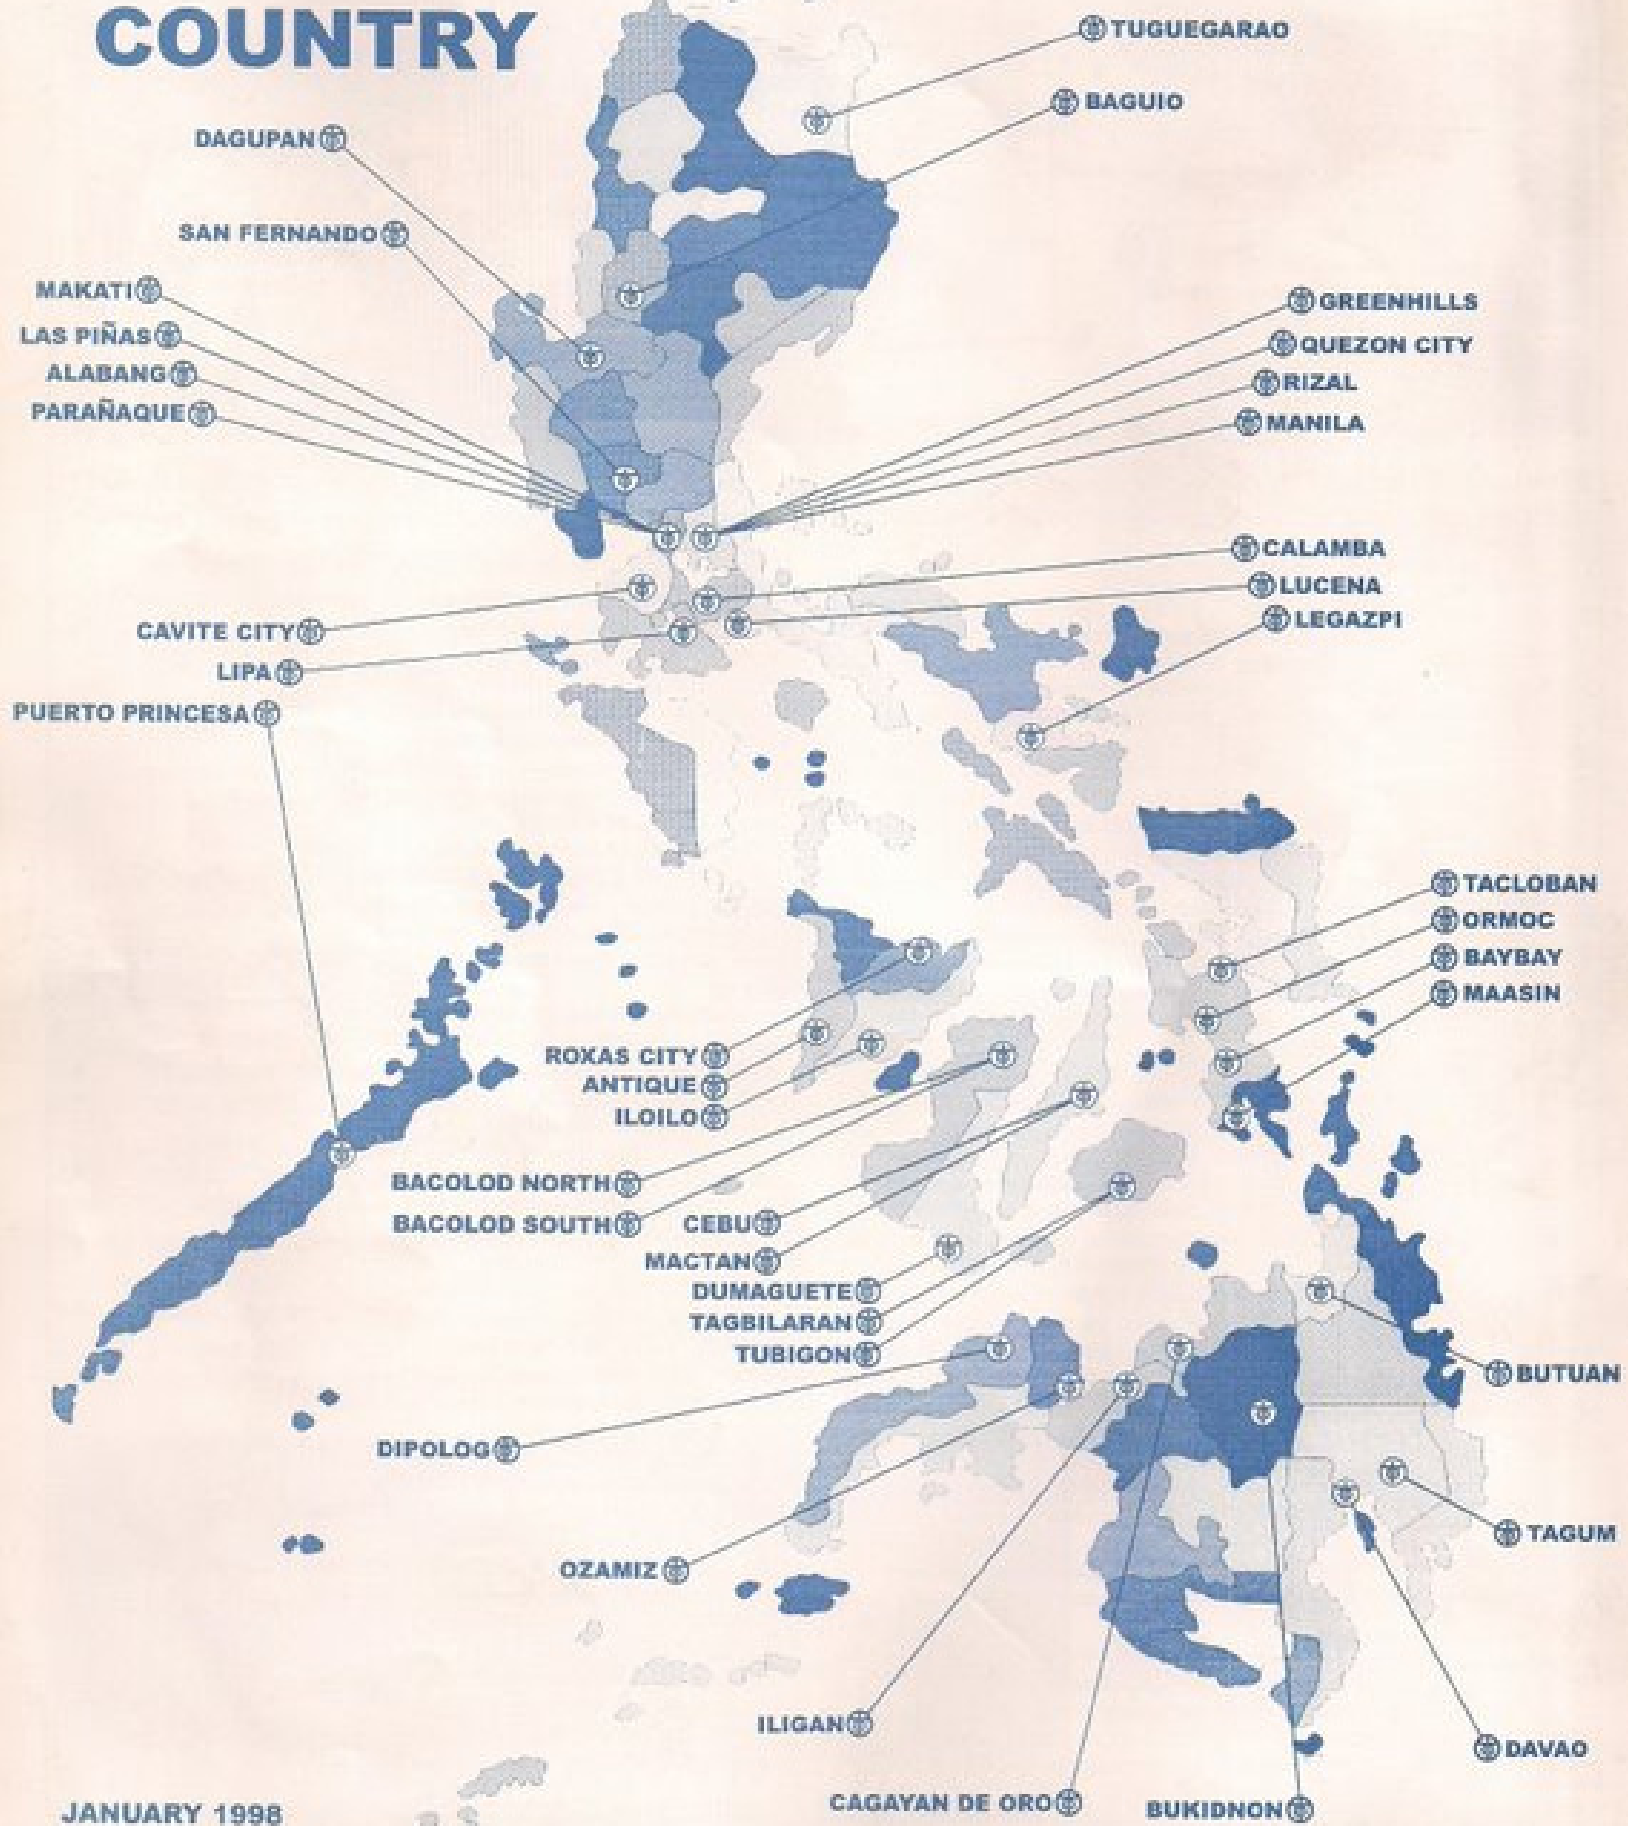 COUNTRY
TUGUEGARAO
BAGUIO
DAGUPAN
SAN FERNANDO
MAKATI
LAS PIÑAS
ALABANG
PARAÑAQUE
GREENHILLS
QUEZON CITY
RIZAL
MANILA
CALAMBA
LUCENA
LEGAZPI
CAVITE CITY
LIPA
PUERTO PRINCESA
TACLOBAN
ORMOC
BAYBAY
MAASIN
ROXAS CITY
ANTIQUE
ILOILO
BACOLOD NORTH
BACOLOD SOUTH
CEBU
MACTAN
DUMAGUETE
TAGBILARAN
TUBIGON
BUTUAN
DIPOLOG
TAGUM
OZAMIZ
ILIGAN
DAVAO
CAGAYAN DE ORO
BUKIDNON
JANUARY 1998